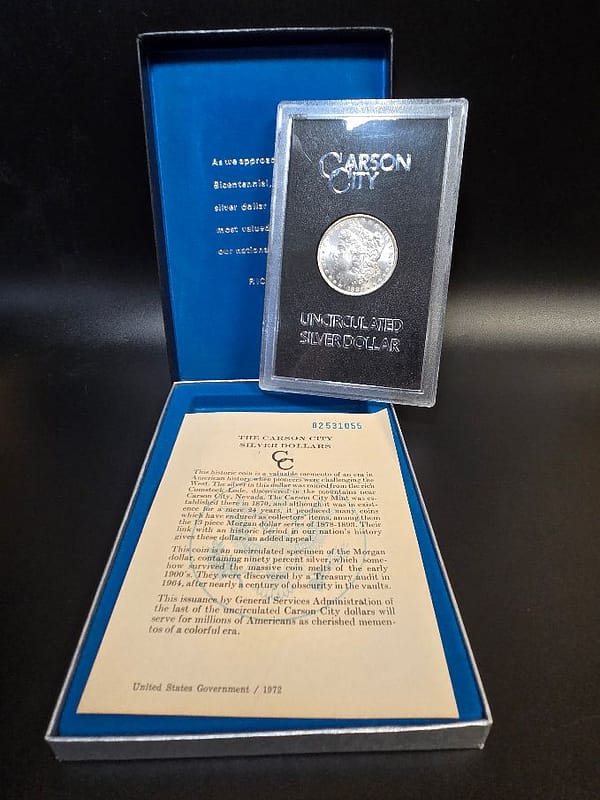 As we approac
Bicentennial,
silver dollar
most valued
our nation
RIC
CARSON
CITY
UNCIRCULATED
SILVER DOLLAR
82531055
THE CARSON CITY
SILVER DOLLARS
CC
This historic coin is a valuable memento of an era in
American history when pioneers were challenging the
West. The silver in this dollar was mined from the rich
Comstock Lode, discovered in the mountains near
Carson City, Nevada. The Carson City Mint was es-
tablished there in 1870, and although it was in exist-
ence for a mere 24 years, it produced many coins
which have endured as collectors' items, among them
the 13 piece Morgan dollar series of 1878-1893. Their
link with an historic period in our nation's history
gives these dollars an added appeal.
This coin is an uncirculated specimen of the Morgan
dollar, containing ninety percent silver, which some-
how survived the massive coin melts of the early
1900's. They were discovered by a Treasury audit in
1964, after nearly a century of obscurity in the vaults.
This issuance by General Services Administration of
the last of the uncirculated Carson City dollars will
serve for millions of Americans as cherished memen-
tos of a colorful era.
United States Government / 1972